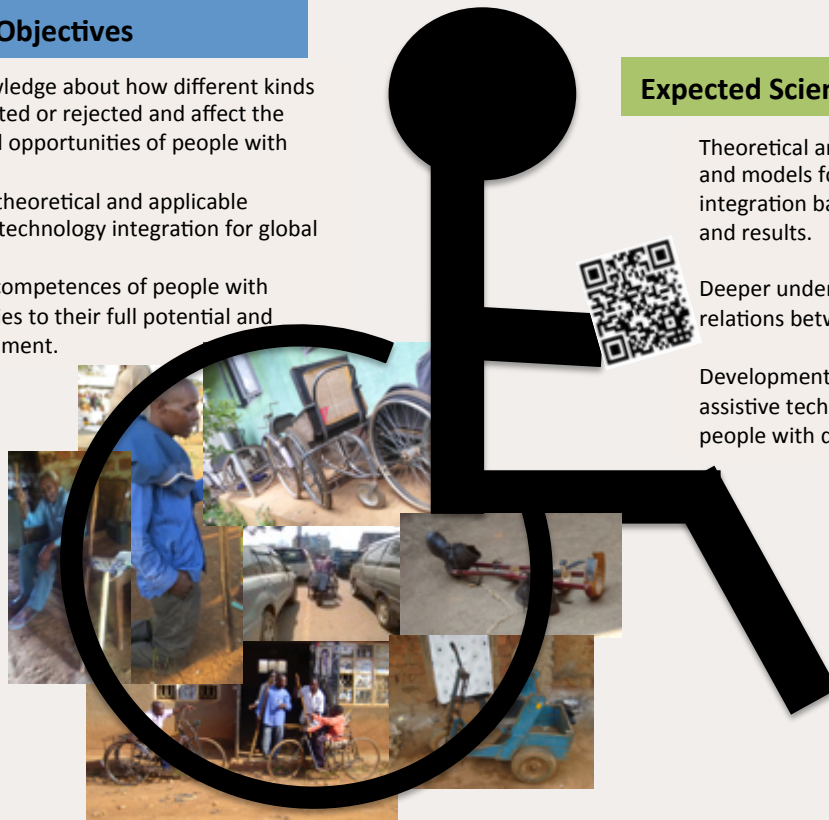 Objectives
wledge about how different kinds
ted or rejected and affect the
l opportunities of people with
theoretical and applicable
technology integration for global
competences of people with
ies to their full potential and
ment.
Expected Scien
Theoretical an
and models fo
integration ba
and results.
Deeper under
relations betw
Development
assistive techn
people with d